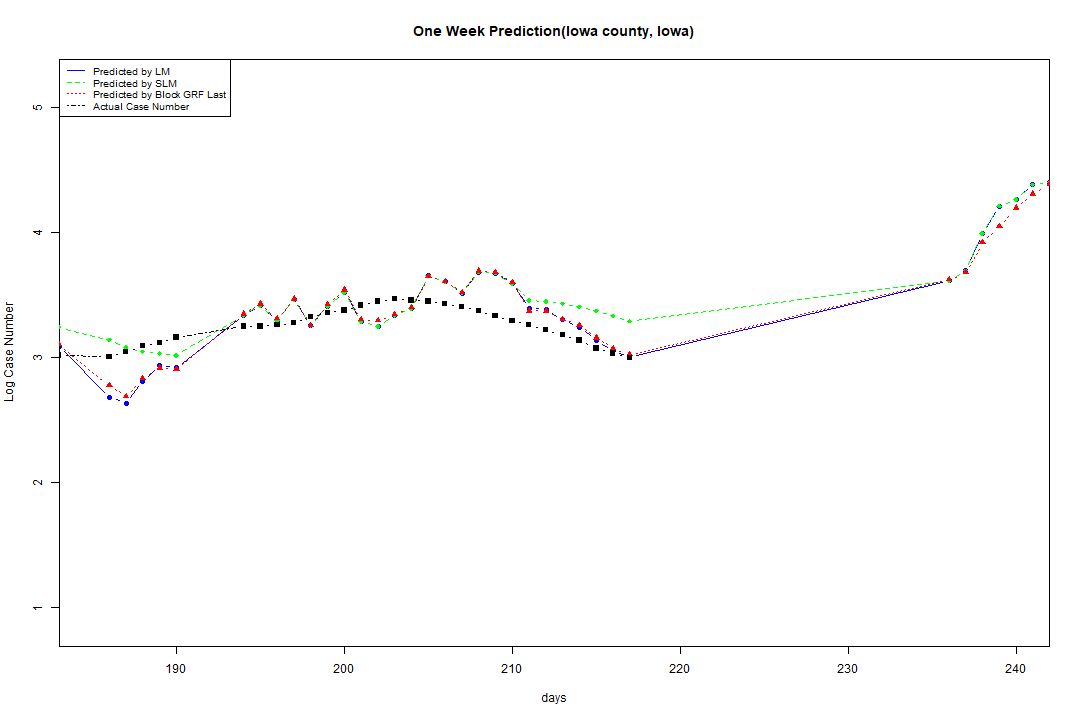 One Week Prediction(Iowa county, Iowa)
Predicted by LM
Predicted by SLM
Predicted by Block GRF Last
Actual Case Number
5
4
3
2
1
Log Case Number
190 200 210 220 230 240
days